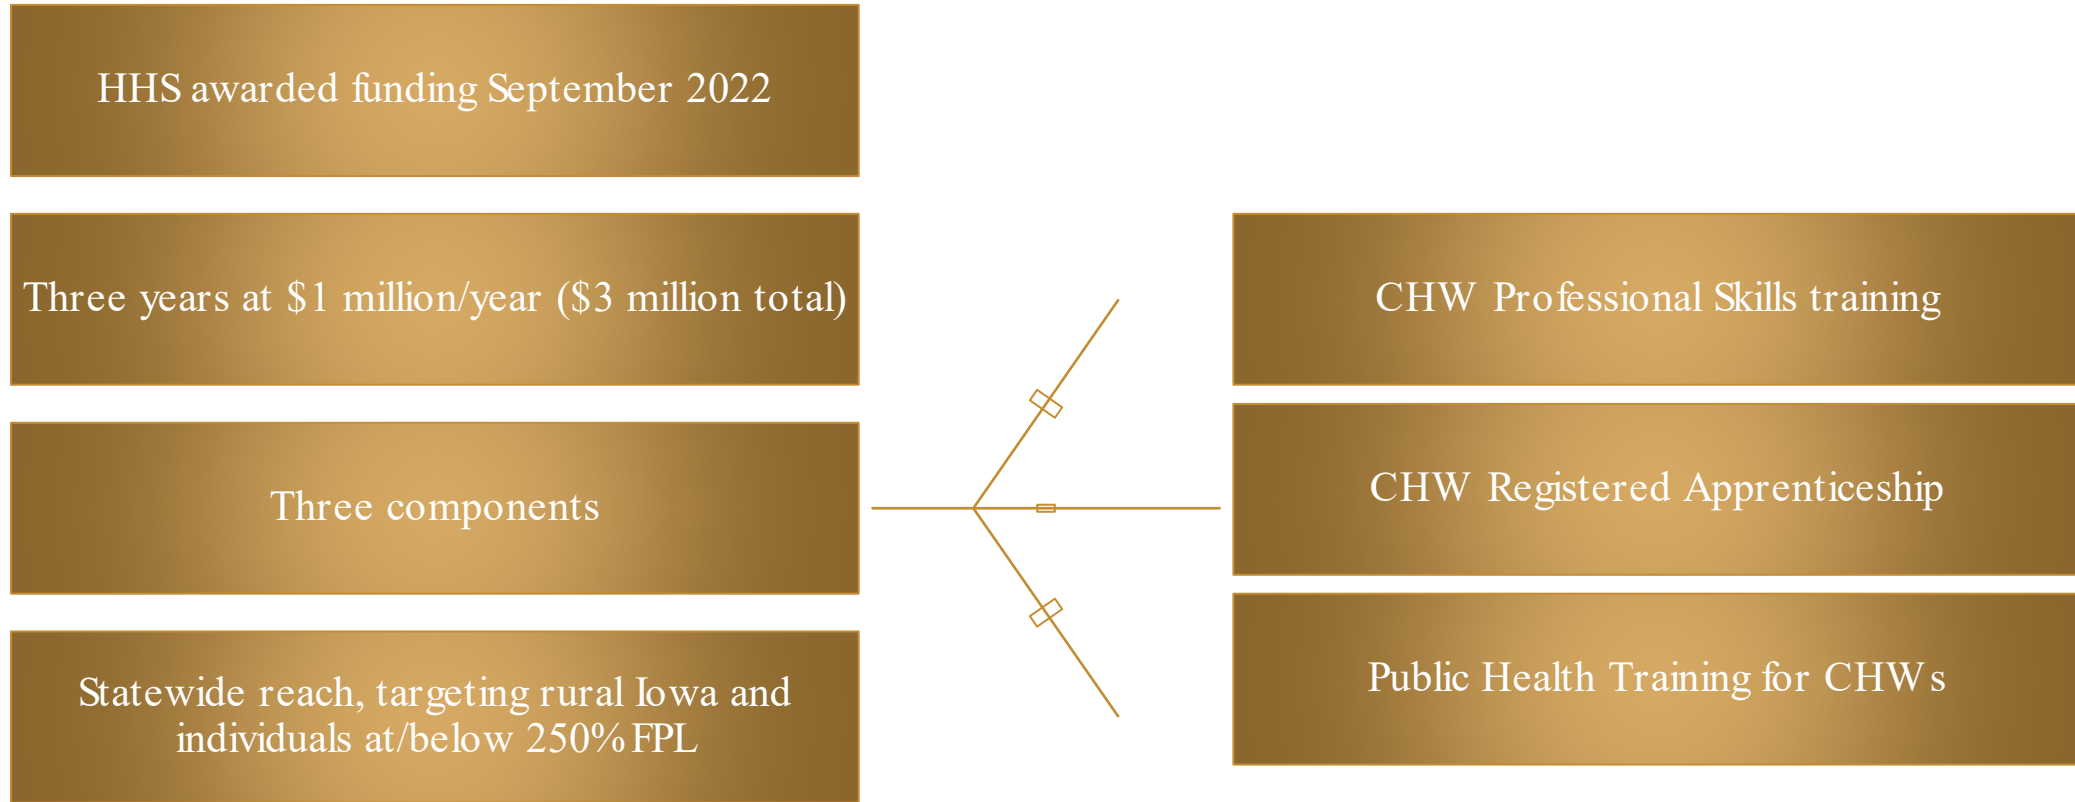 HHS awarded funding September 2022
Three years at $1 million/year ($3 million total)
Three components
Statewide reach, targeting rural Iowa and
individuals at/below 250% FPL
CHW Professional Skills training
CHW Registered Apprenticeship
Public Health Training for CHWs